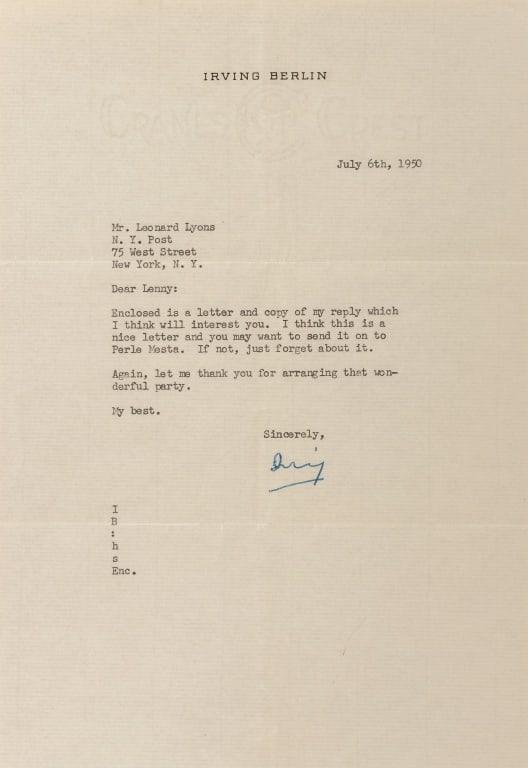 IRVING BERLIN
CRANE'S CREST
July 6th, 1950
Mr. Leonard Lyons
N. Y. Post
75 West Street
New York, N. Y.
Dear Lenny:
Enclosed is a letter and copy of my reply which
I think will interest you. I think this is a
nice letter and you may want to send it on to
Perle Mesta. If not, just forget about it.
Again, let me thank you for arranging that won-
derful party.
My best.
Sincerely,
Irving
I
B
:
h
s
Enc.